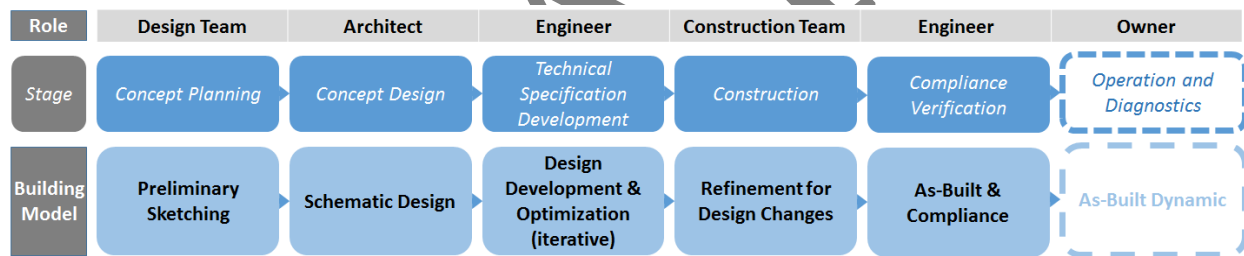 Role
Design Team
Architect
Engineer
Construction Team
Engineer
Owner
Stage
Concept Planning
Concept Design
Technical
Specification
Development
Construction
Compliance
Verification
Operation and
Diagnostics
Building
Model
Preliminary
Sketching
Schematic Design
Design
Development &
Optimization
(iterative)
Refinement for
Design Changes
As-Built &
Compliance
As-Built Dynamic